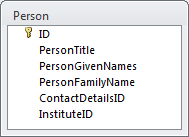 Person
ID
PersonTitle
PersonGivenNames
PersonFamilyName
ContactDetailsID
InstituteID